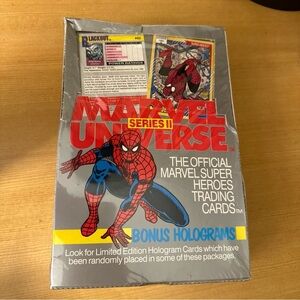 BLACKOUT
MARVEL
SERIES II
UNIVERSE
THE OFFICIAL
MARVEL SUPER
HEROES
TRADING
CARDS™
BONUS HOLOGRAMS
Look for Limited Edition Hologram Cards which have
been randomly placed in some of these packages.